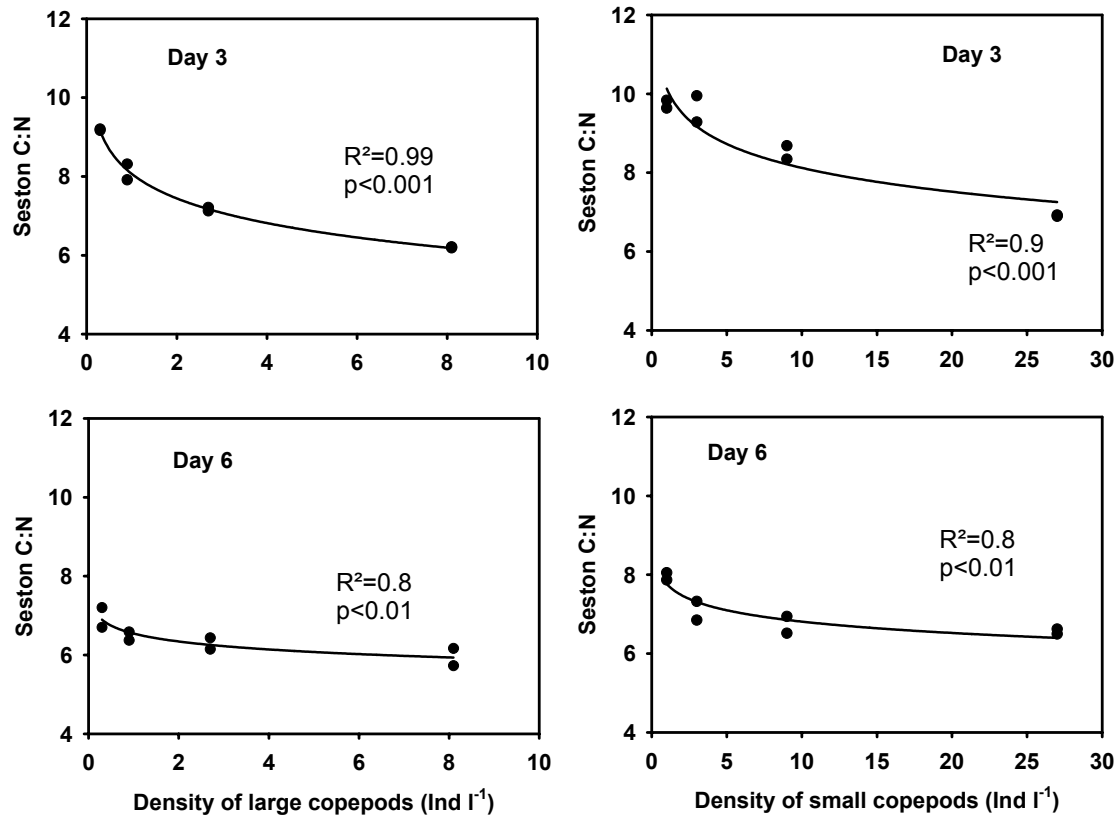 12
10
8
6
4
Seston C:N
Day 3
R²=0.99
p<0.001
0 2 4 6 8 10
12
10
8
6
4
Seston C:N
Day 3
R²=0.9
p<0.001
0 5 10 15 20 25 30
12
10
8
6
4
Seston C:N
Day 6
R²=0.8
p<0.01
0 2 4 6 8 10
Density of large copepods (Ind l⁻¹)
12
10
8
6
4
Seston C:N
Day 6
R²=0.8
p<0.01
0 5 10 15 20 25 30
Density of small copepods (Ind l⁻¹)